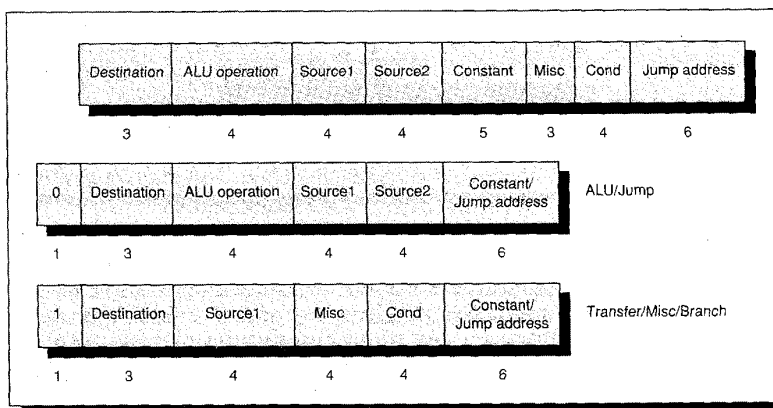 Destination ALU operation Source1 Source2 Constant Misc Cond Jump address
3 4 4 4 5 3 4 6
0 Destination ALU operation Source1 Source2 Constant/
Jump address
ALU/Jump
1 3 4 4 4 6
1 Destination Source1 Misc Cond Constant/
Jump address
Transfer/Misc/Branch
1 3 4 4 4 6